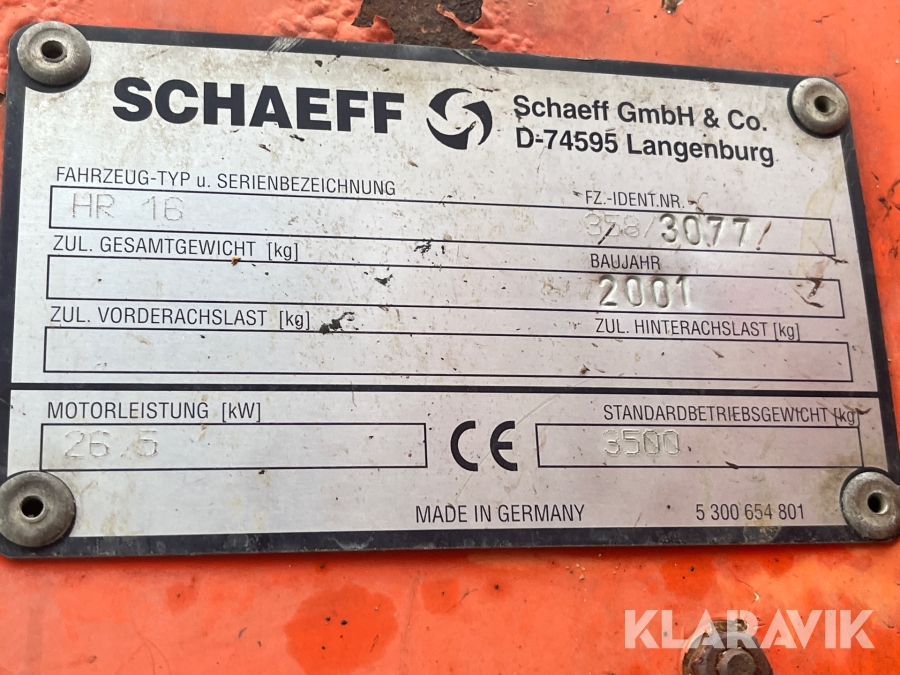 SCHAEFF
Schaeff GmbH & Co.
D-74595 Langenburg
FAHRZEUG-TYP u. SERIENBEZEICHNUNG FZ.-IDENT.NR.
HR 16 358/3077
ZUL. GESAMTGEWICHT [kg] BAUJAHR
2001
ZUL. VORDERACHSLAST [kg] ZUL. HINTERACHSLAST [kg]
MOTORLEISTUNG [kW] STANDARDBETRIEBSGEWICHT [kg]
26.5 CE 3500
MADE IN GERMANY 5 300 654 801
KLARAVIK